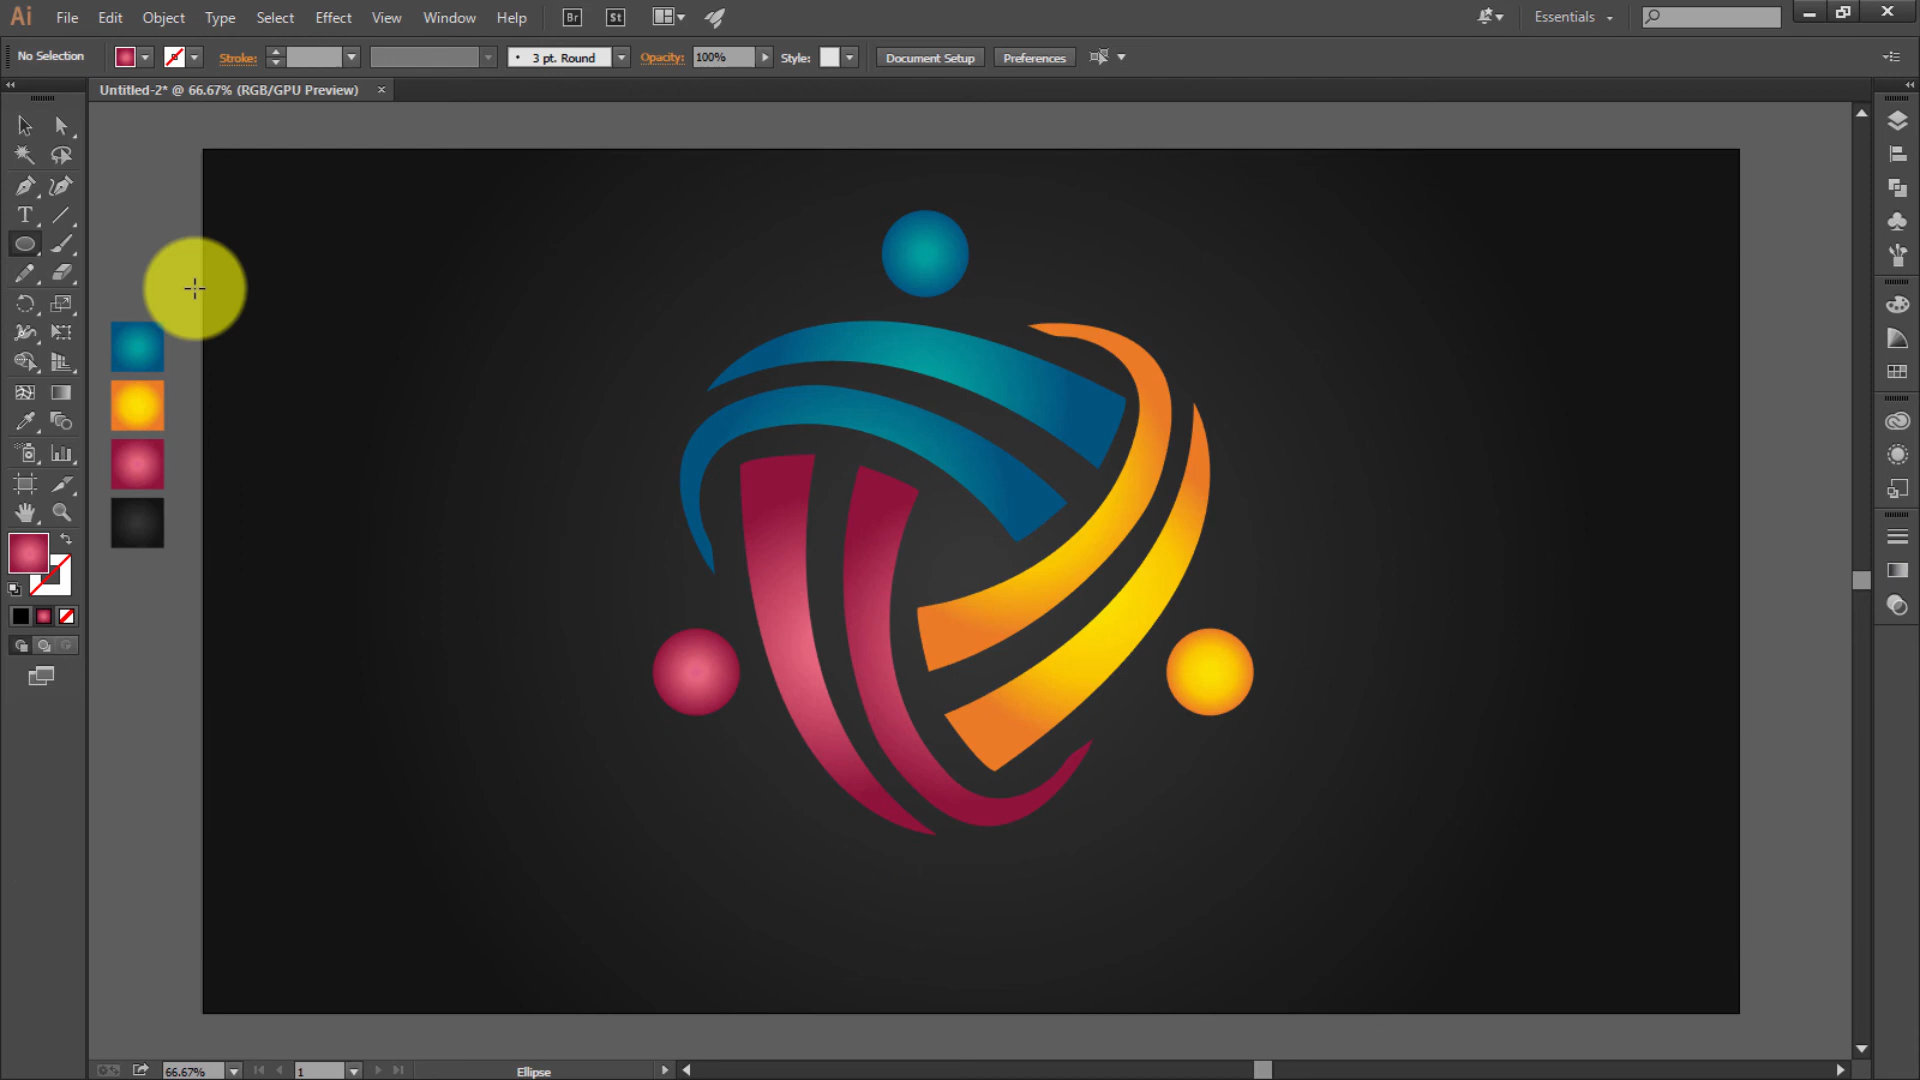 Ai File Edit Object Type Select Effect View Window Help Br St Essentials
No Selection Stroke: • 3 pt. Round Opacity: 100% Style: Document Setup Preferences
Untitled-2* @ 66.67% (RGB/GPU Preview) ×
T
66.67% 1 Ellipse